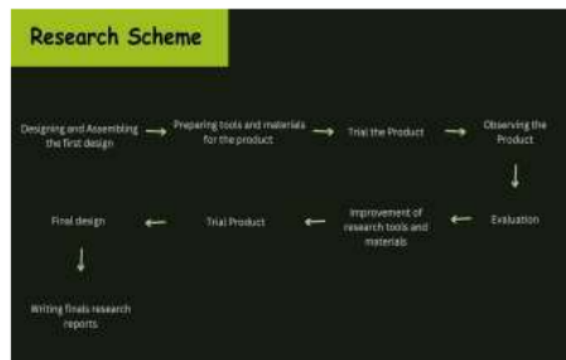 Research Scheme
Designing and Assembling
the first design
Preparing tools and materials
for the product
Trial the Product
Observing the
Product
Evaluation
Improvement of
research tools and
materials
Trial Product
Final design
Writing finals research
reports